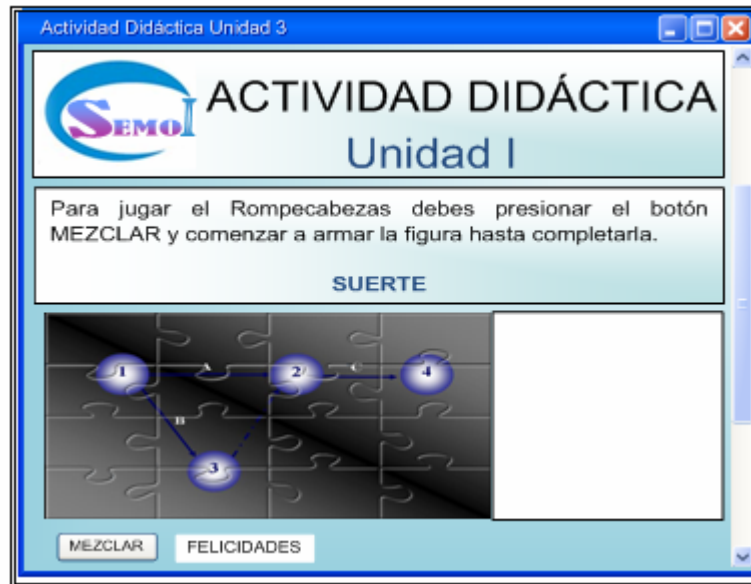 Actividad Didáctica Unidad 3
SEMOI
ACTIVIDAD DIDÁCTICA
Unidad I
Para jugar el Rompecabezas debes presionar el botón
MEZCLAR y comenzar a armar la figura hasta completarla.
SUERTE
1 A 2 C 4
B
3
MEZCLAR FELICIDADES